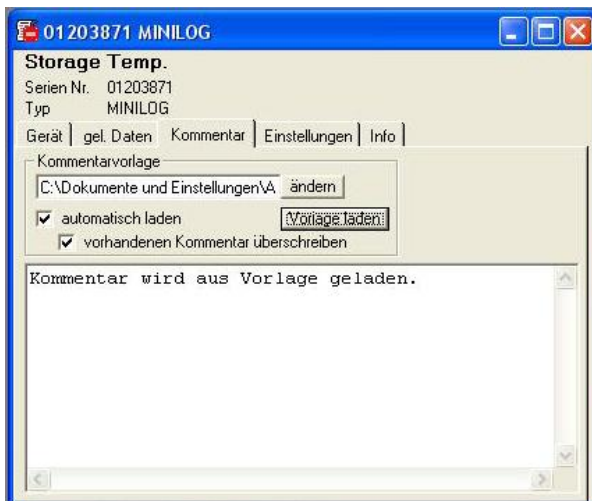 01203871 MINILOG
Storage Temp.
Serien Nr. 01203871
Typ MINILOG
Gerät gel. Daten Kommentar Einstellungen Info
Kommentarvorlage
C:\Dokumente und Einstellungen\A ändern
automatisch laden Vorlage laden
vorhandenen Kommentar überschreiben
Kommentar wird aus Vorlage geladen.